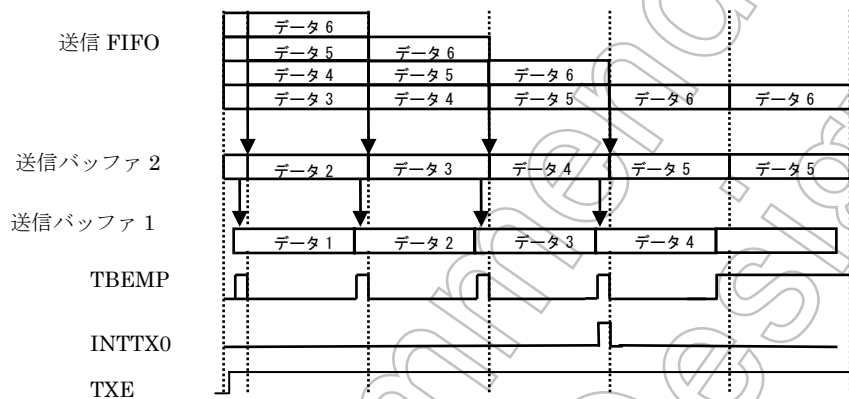 送信 FIFO
データ 6
データ 5 データ 6
データ 4 データ 5 データ 6
データ 3 データ 4 データ 5 データ 6 データ 6
送信バッファ 2
データ 2 データ 3 データ 4 データ 5 データ 5
送信バッファ 1
データ 1 データ 2 データ 3 データ 4
TBEMP
INTTX0
TXE